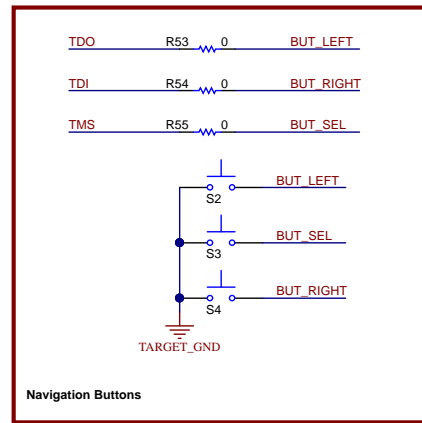 TDO R53 0 BUT_LEFT
TDI R54 0 BUT_RIGHT
TMS R55 0 BUT_SEL
BUT_LEFT
S2
BUT_SEL
S3
BUT_RIGHT
S4
TARGET_GND
Navigation Buttons